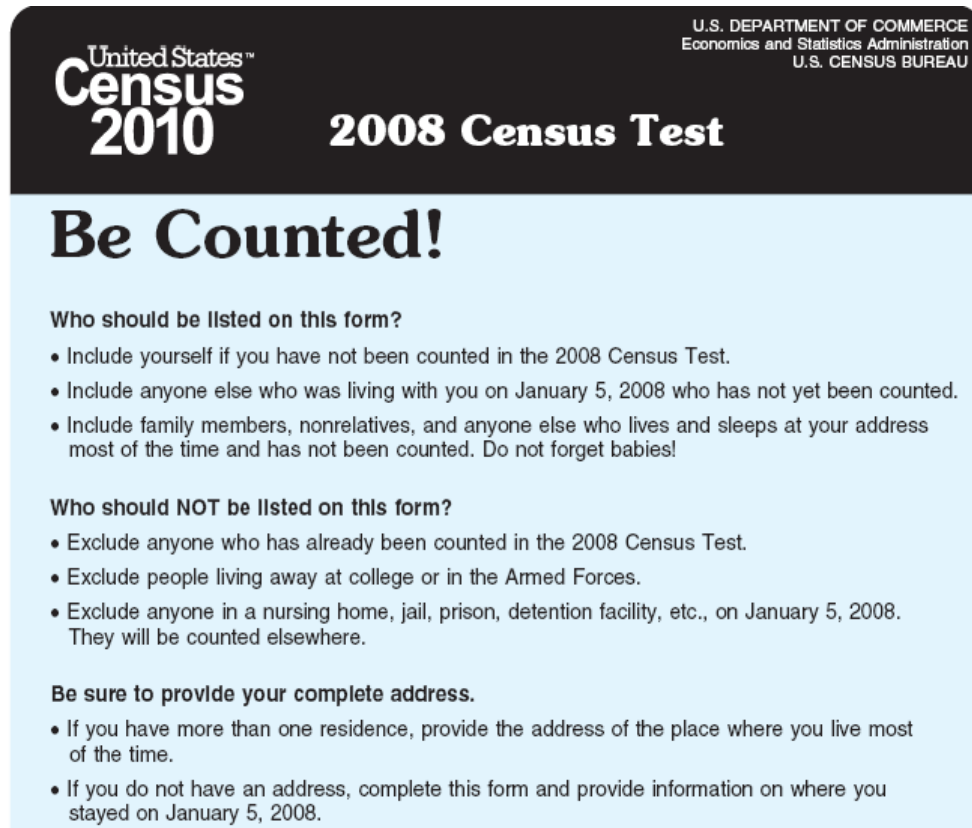 U.S. DEPARTMENT OF COMMERCE
Economics and Statistics Administration
U.S. CENSUS BUREAU
United States™
Census
2010
2008 Census Test
Be Counted!
Who should be listed on this form?
• Include yourself if you have not been counted in the 2008 Census Test.
• Include anyone else who was living with you on January 5, 2008 who has not yet been counted.
• Include family members, nonrelatives, and anyone else who lives and sleeps at your address
most of the time and has not been counted. Do not forget babies!
Who should NOT be listed on this form?
• Exclude anyone who has already been counted in the 2008 Census Test.
• Exclude people living away at college or in the Armed Forces.
• Exclude anyone in a nursing home, jail, prison, detention facility, etc., on January 5, 2008.
They will be counted elsewhere.
Be sure to provide your complete address.
• If you have more than one residence, provide the address of the place where you live most
of the time.
• If you do not have an address, complete this form and provide information on where you
stayed on January 5, 2008.